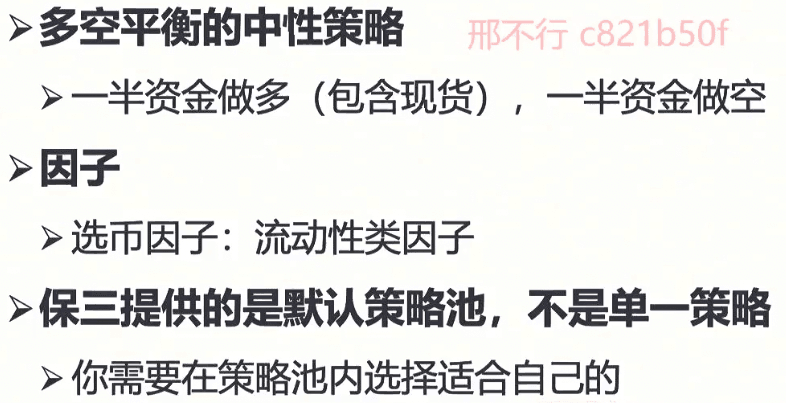 ➢多空平衡的中性策略 邢不行 c821b50f
➢一半资金做多（包含现货），一半资金做空
➢因子
➢选币因子：流动性类因子
➢保三提供的是默认策略池，不是单一策略
➢你需要在策略池内选择适合自己的